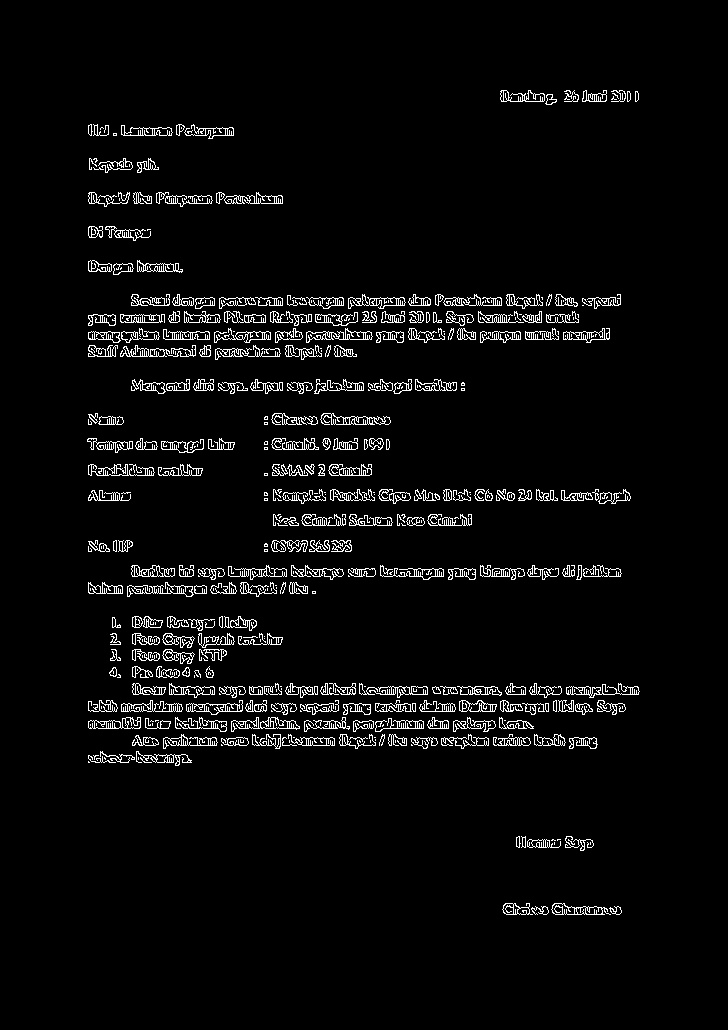 Bandung, 26 Juni 2011
Hal : Lamaran Pekerjaan
Kepada yth.
Bapak/ Ibu Pimpinan Perusahaan
Di Tempat
Dengan hormat,
Sesuai dengan penawaran lowongan pekerjaan dari Perusahaan Bapak / Ibu, seperti
yang termuat di harian Pikiran Rakyat tanggal 25 Juni 2011. Saya bermaksud untuk
mengajukan lamaran pekerjaan pada perusahaan yang Bapak / Ibu pimpin untuk menjadi
Staff Administrasi di perusahaan Bapak / Ibu.
Mengenai diri saya, dapat saya jelaskan sebagai berikut :
Nama :
Tempat dan tanggal lahir : Cimahi, 9 Juni 1991
Pendidikan terakhir : SMAN 2 Cimahi
Alamat : Komplek Pondok Cipta Mas Blok C6 No 20 kel. Leuwigajah
Kec. Cimahi Selatan Kota Cimahi
No. HP : 08997565286
Berikut ini saya lampirkan beberapa surat keterangan yang kiranya dapat di jadikan
bahan pertimbangan oleh Bapak / Ibu .
1. Dftar Riwayat Hidup
2. Foto Copy Ijazah terakhir
3. Foto Copy KTP
4. Pas foto 4 x 6
Besar harapan saya untuk dapat diberi kesempatan wawancara, dan dapat menjelaskan
lebih mendalam mengenai diri saya seperti yang tersirat dalam Daftar Riwayat Hidup. Saya
memiliki latar belakang pendidikan, potensi, pengalaman dan pekerja keras.
Atas perhatian serta kebijaksanaan Bapak / Ibu saya ucapkan terima kasih yang
sebesar-besarnya.
Hormat Saya